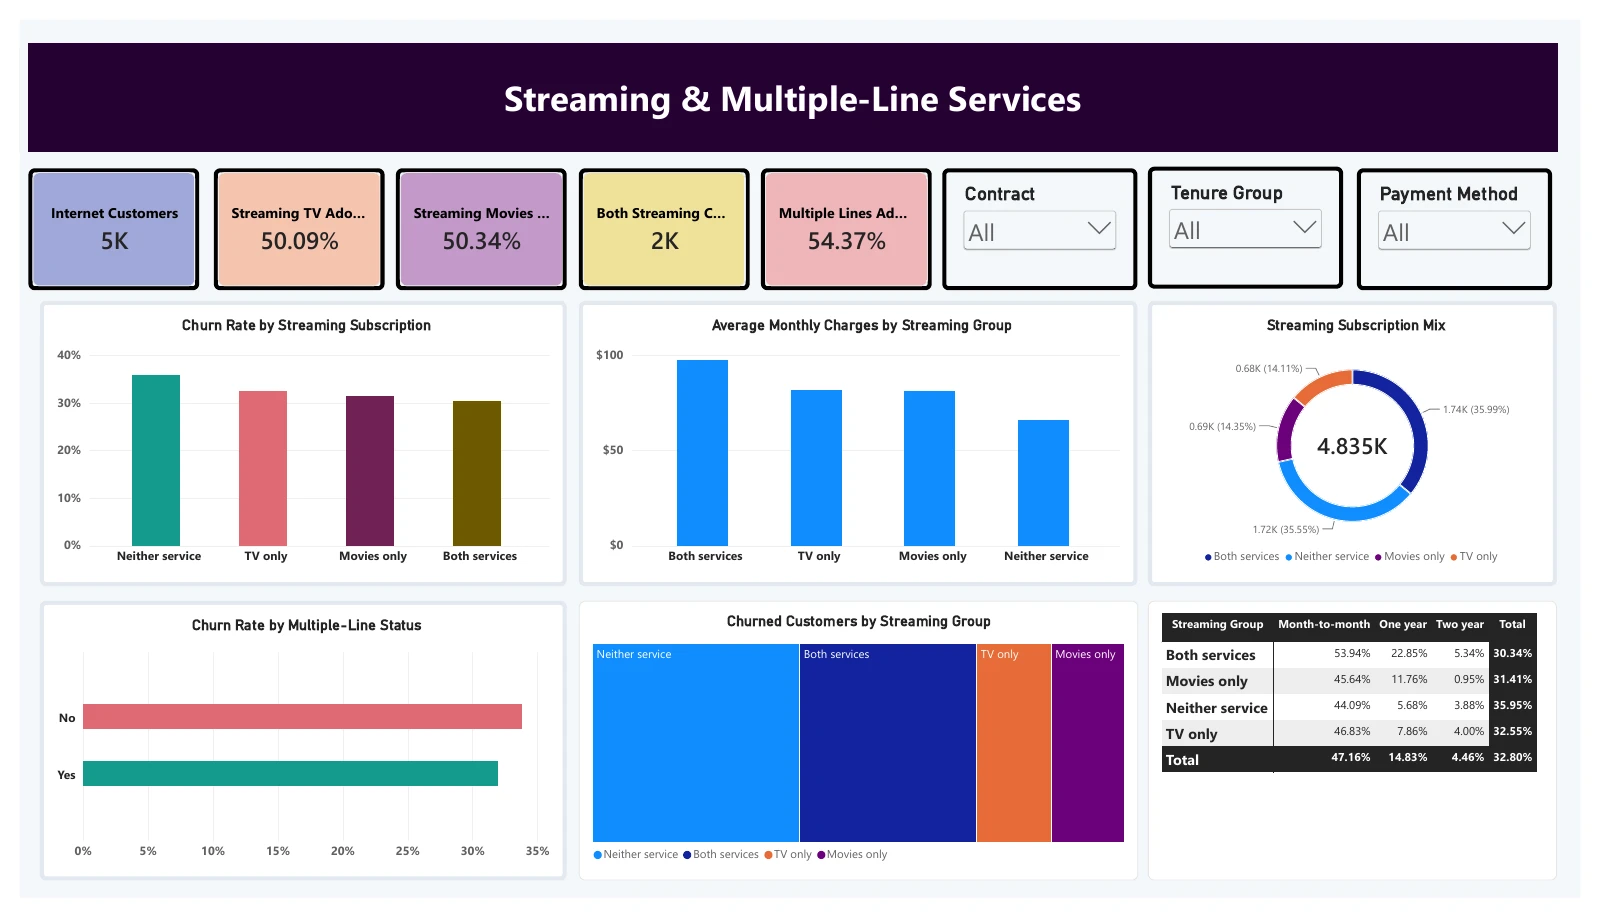 Streaming & Multiple-Line Services
Internet Customers
5K
Streaming TV Ado...
50.09%
Streaming Movies ...
50.34%
Both Streaming C...
2K
Multiple Lines Ad...
54.37%
Contract
All
Tenure Group
All
Payment Method
All
Churn Rate by Streaming Subscription
40%
30%
20%
10%
0%
Neither service TV only Movies only Both services
Average Monthly Charges by Streaming Group
$100
$50
$0
Both services TV only Movies only Neither service
Streaming Subscription Mix
0.68K (14.11%)
1.74K (35.99%)
0.69K (14.35%)
4.835K
1.72K (35.55%)
Both services Neither service Movies only TV only
Churn Rate by Multiple-Line Status
No
Yes
0% 5% 10% 15% 20% 25% 30% 35%
Churned Customers by Streaming Group
Neither service Both services TV only Movies only
Neither service Both services TV only Movies only
Streaming Group Month-to-month One year Two year Total
Both services 53.94% 22.85% 5.34% 30.34%
Movies only 45.64% 11.76% 0.95% 31.41%
Neither service 44.09% 5.68% 3.88% 35.95%
TV only 46.83% 7.86% 4.00% 32.55%
Total 47.16% 14.83% 4.46% 32.80%